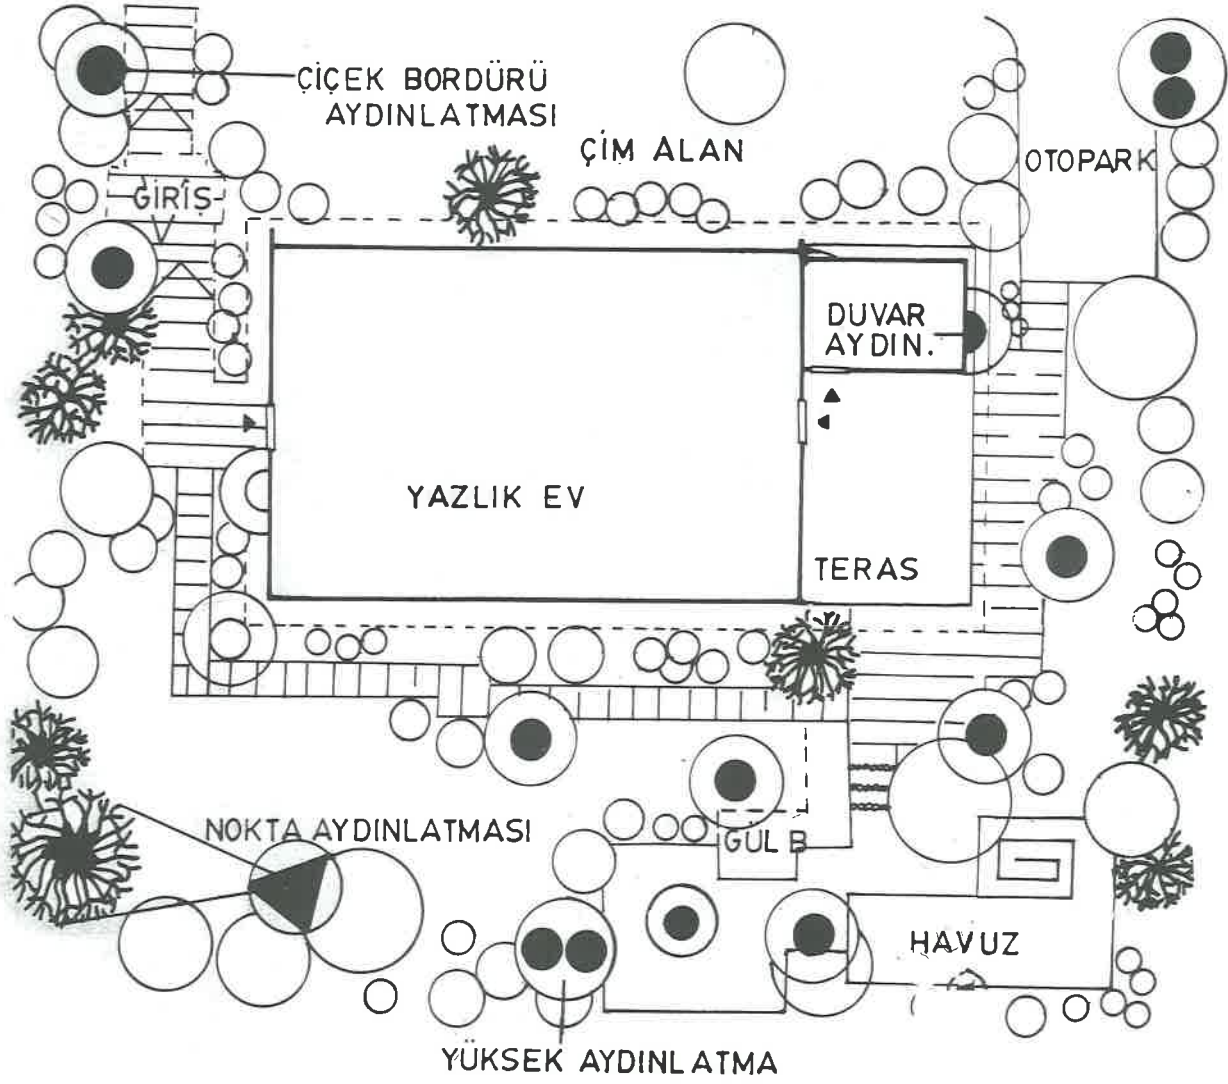 ÇİÇEK BORDÜRÜ
AYDINLATMASI
ÇİM ALAN
OTOPARK
GİRİŞ
DUVAR
AYDIN.
YAZLIK EV
TERAS
NOKTA AYDINLATMASI
GÜL B
HAVUZ
YÜKSEK AYDINLATMA